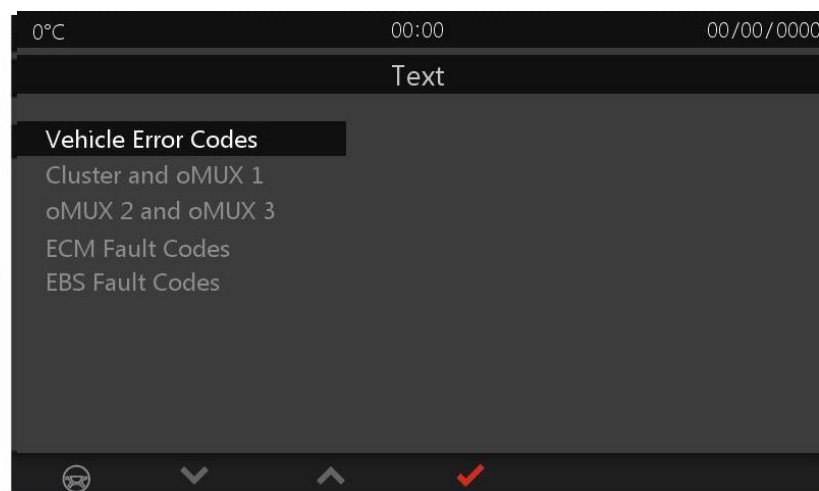 0°C 00:00 00/00/0000
Text
Vehicle Error Codes
Cluster and oMUX 1
oMUX 2 and oMUX 3
ECM Fault Codes
EBS Fault Codes